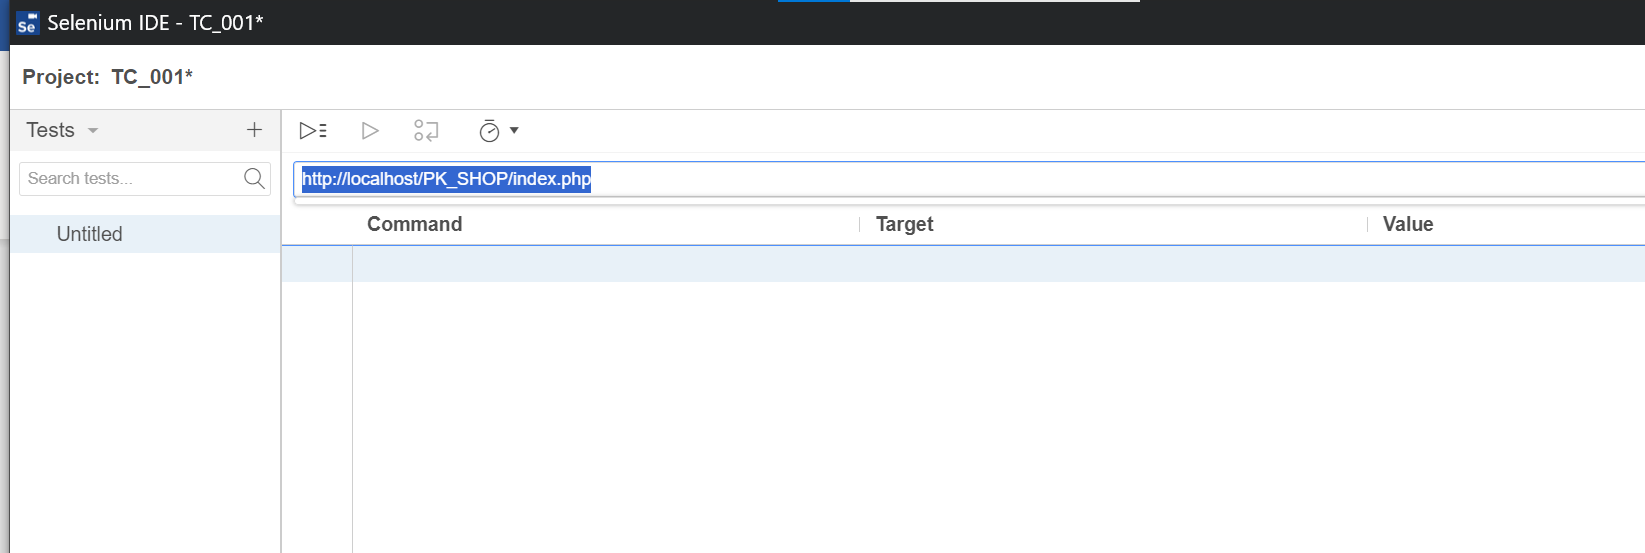 Se Selenium IDE - TC_001*
Project: TC_001*
Tests
Search tests...
http://localhost/PK_SHOP/index.php
Command Target Value
Untitled